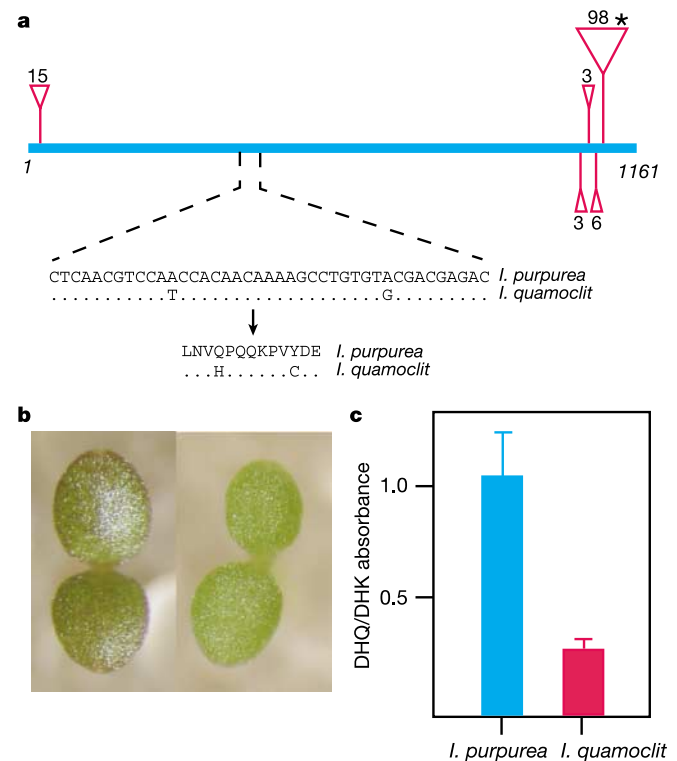 a
98 *
15
3
1
1161
3 6
CTCAACGTCCAACCACAACAAAAGCCTGTGTACGACGAGAC I. purpurea
...........T...................G......... I. quamoclit
LNVQPQQKPVYDE I. purpurea
...H......C.. I. quamoclit
b
c
DHQ/DHK absorbance
1.0
0.5
I. purpurea I. quamoclit